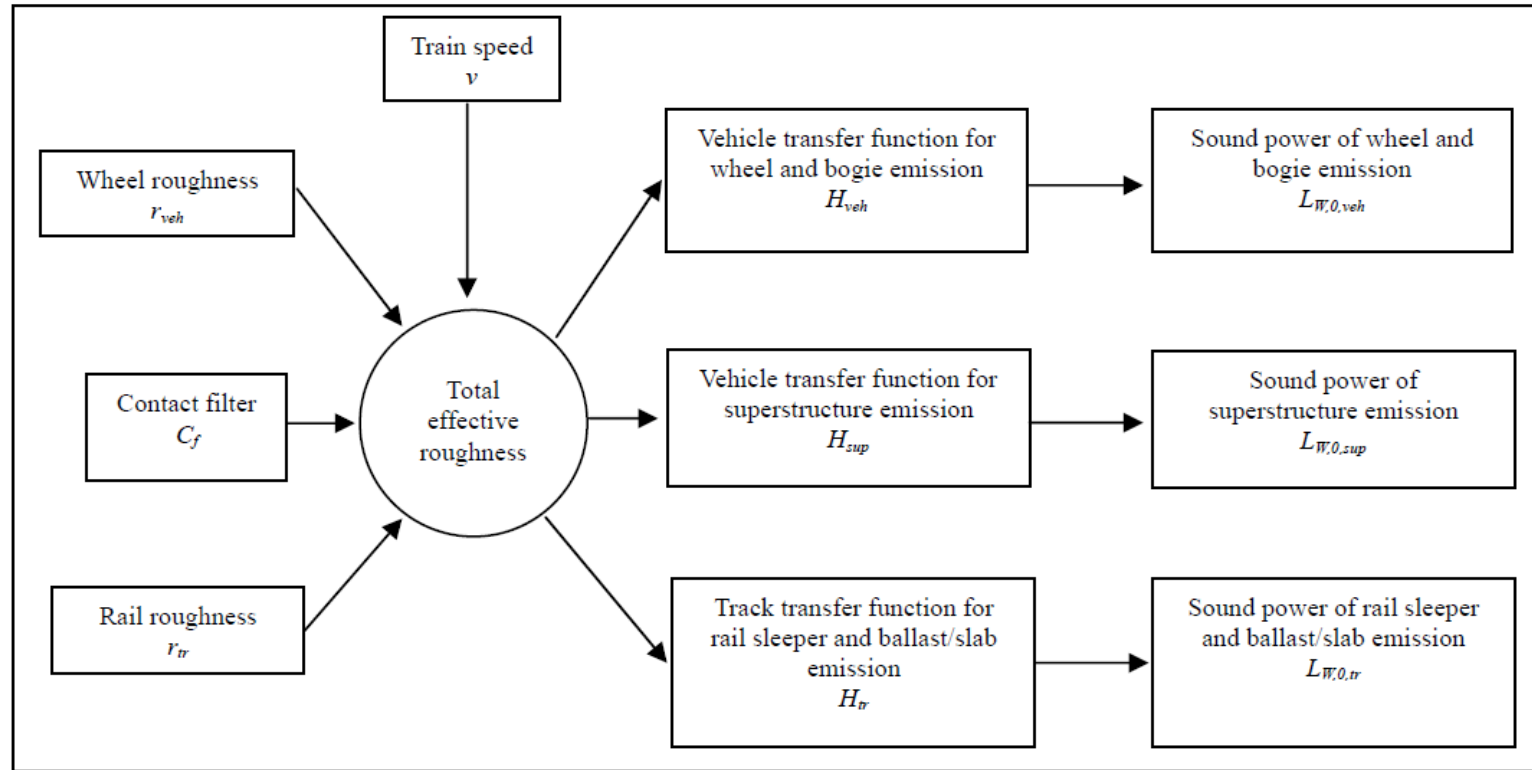 Train speed
v
Wheel roughness
r_veh
Contact filter
C_f
Rail roughness
r_tr
Total
effective
roughness
Vehicle transfer function for
wheel and bogie emission
H_veh
Sound power of wheel and
bogie emission
L_W,0,veh
Vehicle transfer function for
superstructure emission
H_sup
Sound power of
superstructure emission
L_W,0,sup
Track transfer function for
rail sleeper and ballast/slab
emission
H_tr
Sound power of rail sleeper
and ballast/slab emission
L_W,0,tr